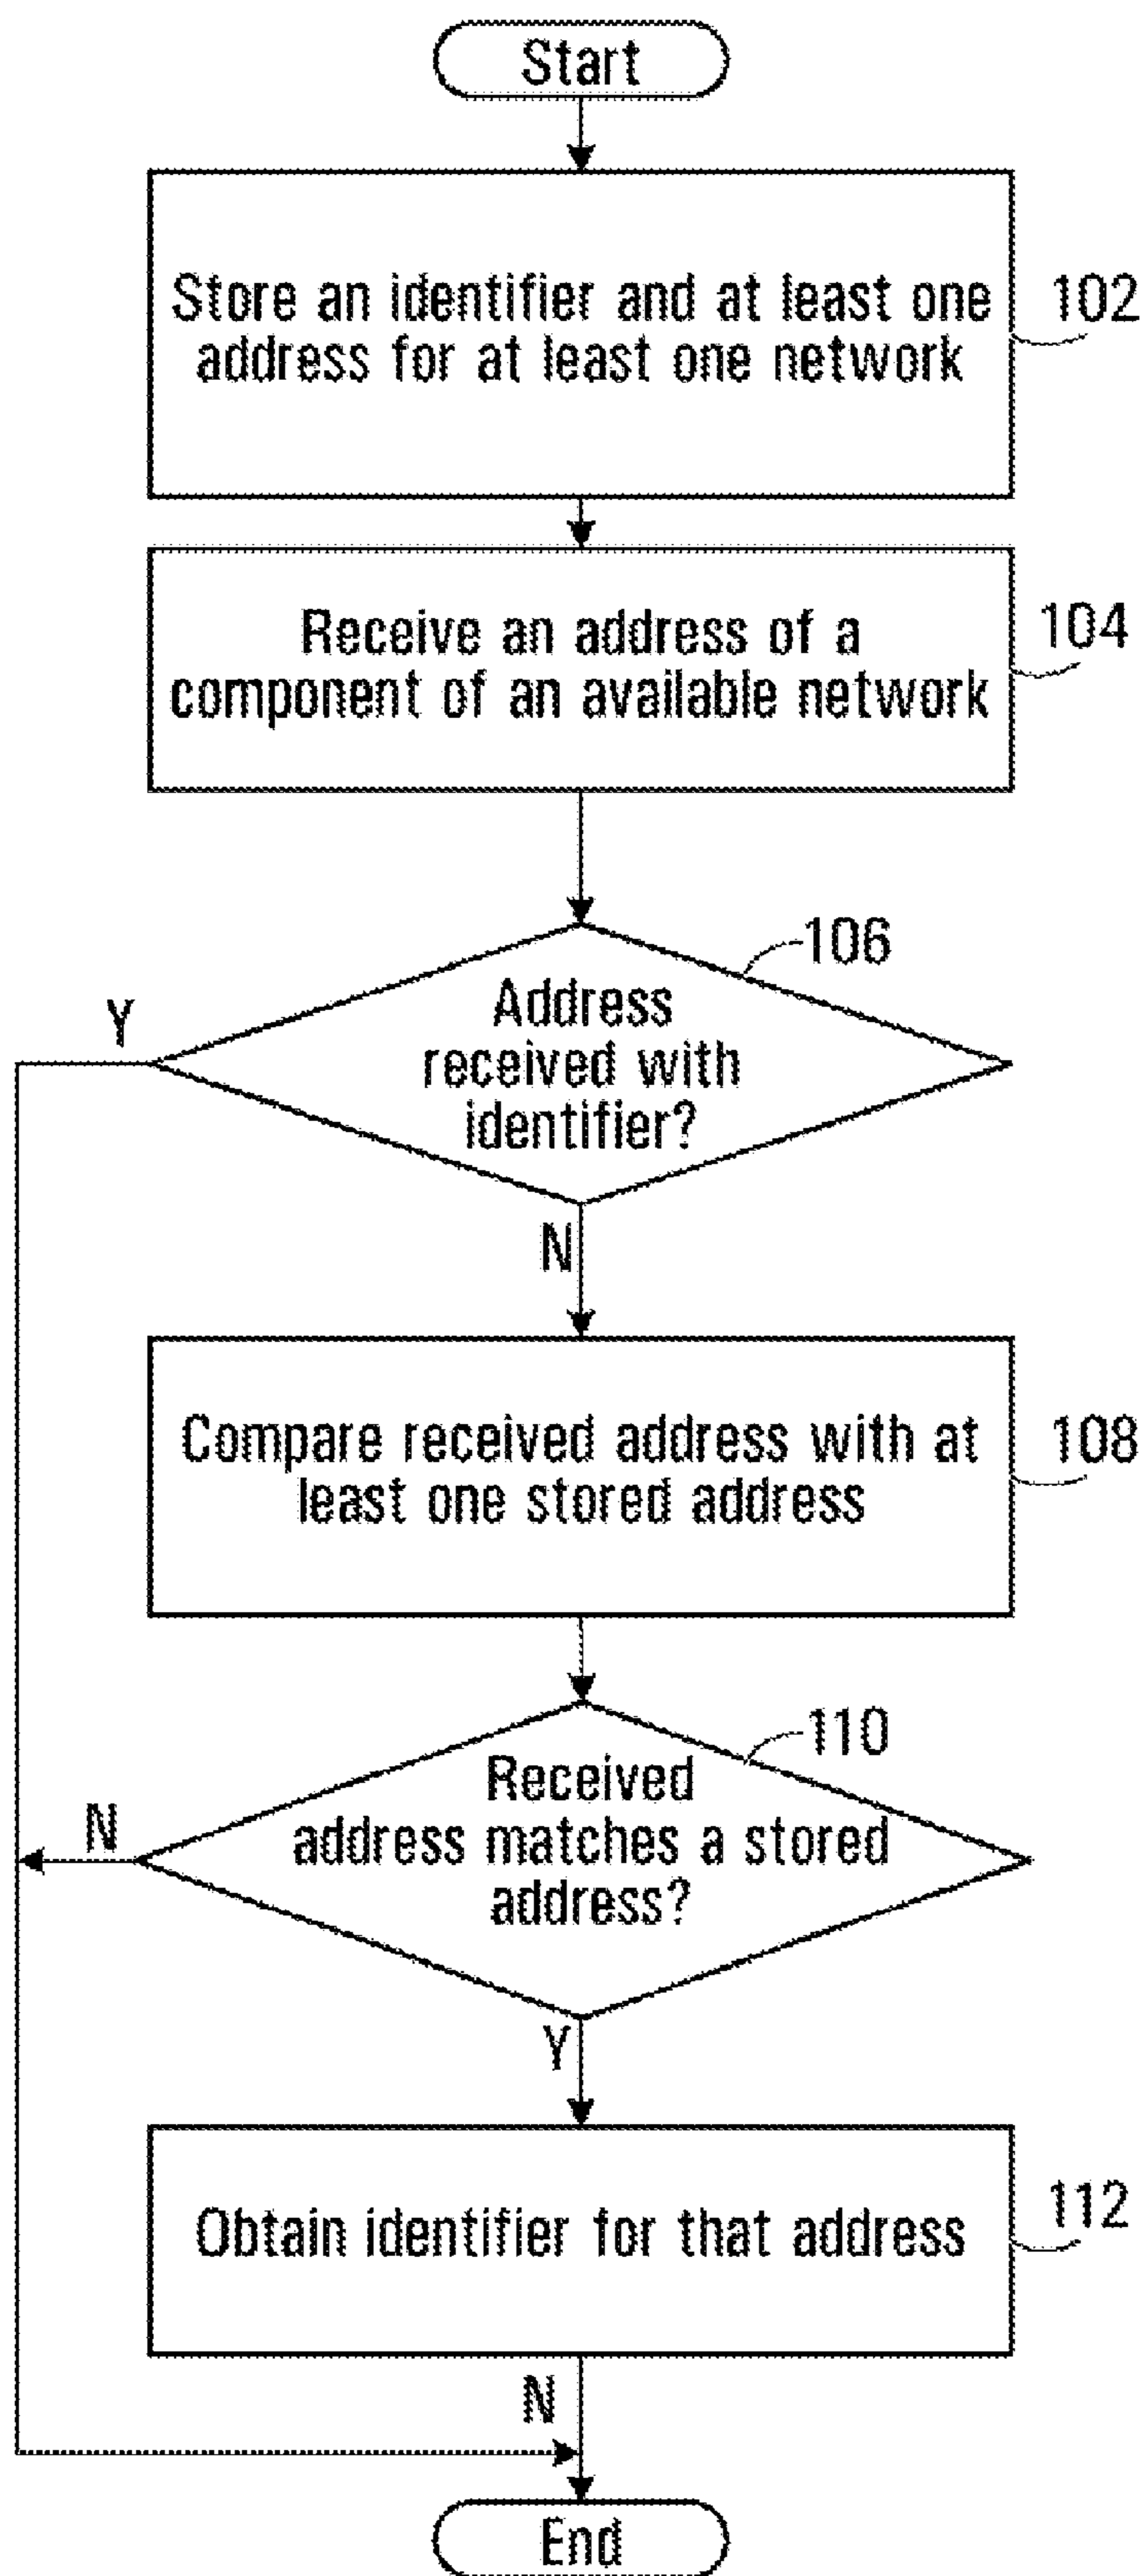 Start
Store an identifier and at least one
address for at least one network
102
Receive an address of a
component of an available network
104
106
Address
received with
identifier?
Y
N
Compare received address with at
least one stored address
108
110
Received
address matches a stored
address?
N
Y
Obtain identifier for that address
112
N
End